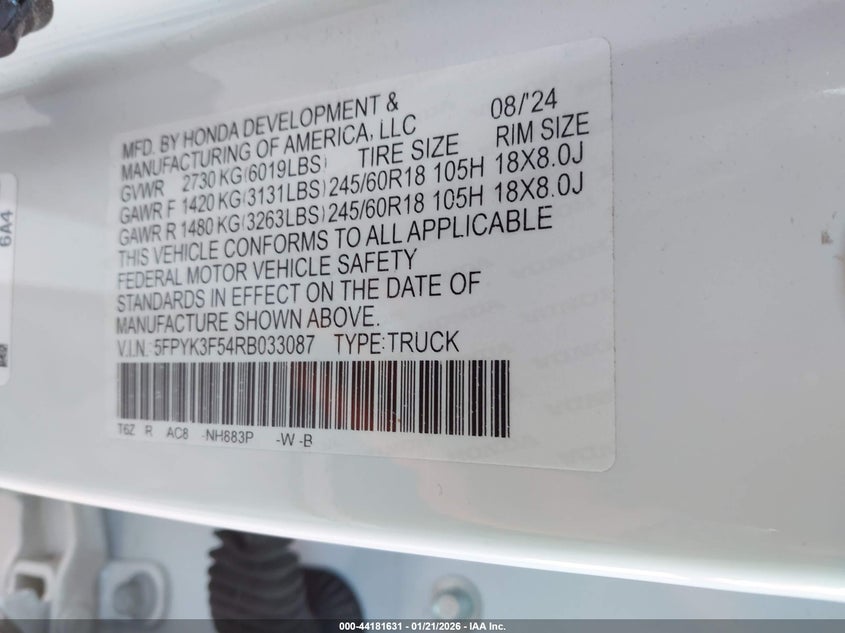 MFD. BY HONDA DEVELOPMENT & 08/'24
MANUFACTURING OF AMERICA, LLC
GVWR 2730 KG(6019LBS) TIRE SIZE RIM SIZE
GAWR F 1420 KG(3131LBS) 245/60R18 105H 18X8.0J
GAWR R 1480 KG(3263LBS) 245/60R18 105H 18X8.0J
THIS VEHICLE CONFORMS TO ALL APPLICABLE
FEDERAL MOTOR VEHICLE SAFETY
STANDARDS IN EFFECT ON THE DATE OF
MANUFACTURE SHOWN ABOVE.
V.I.N.: 5FPYK3F54RB033087 TYPE:TRUCK
T6Z R AC8 -NH883P -W -B
6A4
000-44181631 - 01/21/2026 - IAA Inc.